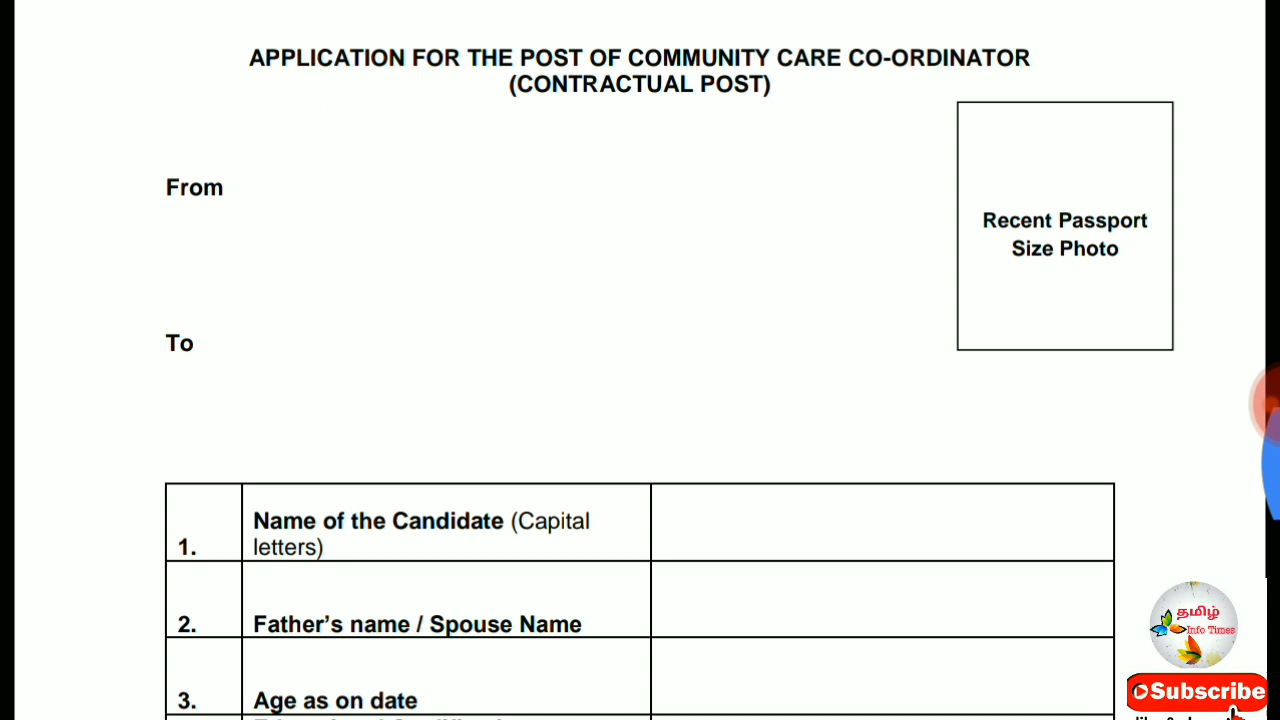 APPLICATION FOR THE POST OF COMMUNITY CARE CO-ORDINATOR
(CONTRACTUAL POST)
Recent Passport
Size Photo
From
To
1. Name of the Candidate (Capital
letters)
2. Father's name / Spouse Name
3. Age as on date
தமிழ்
Info Times
Subscribe